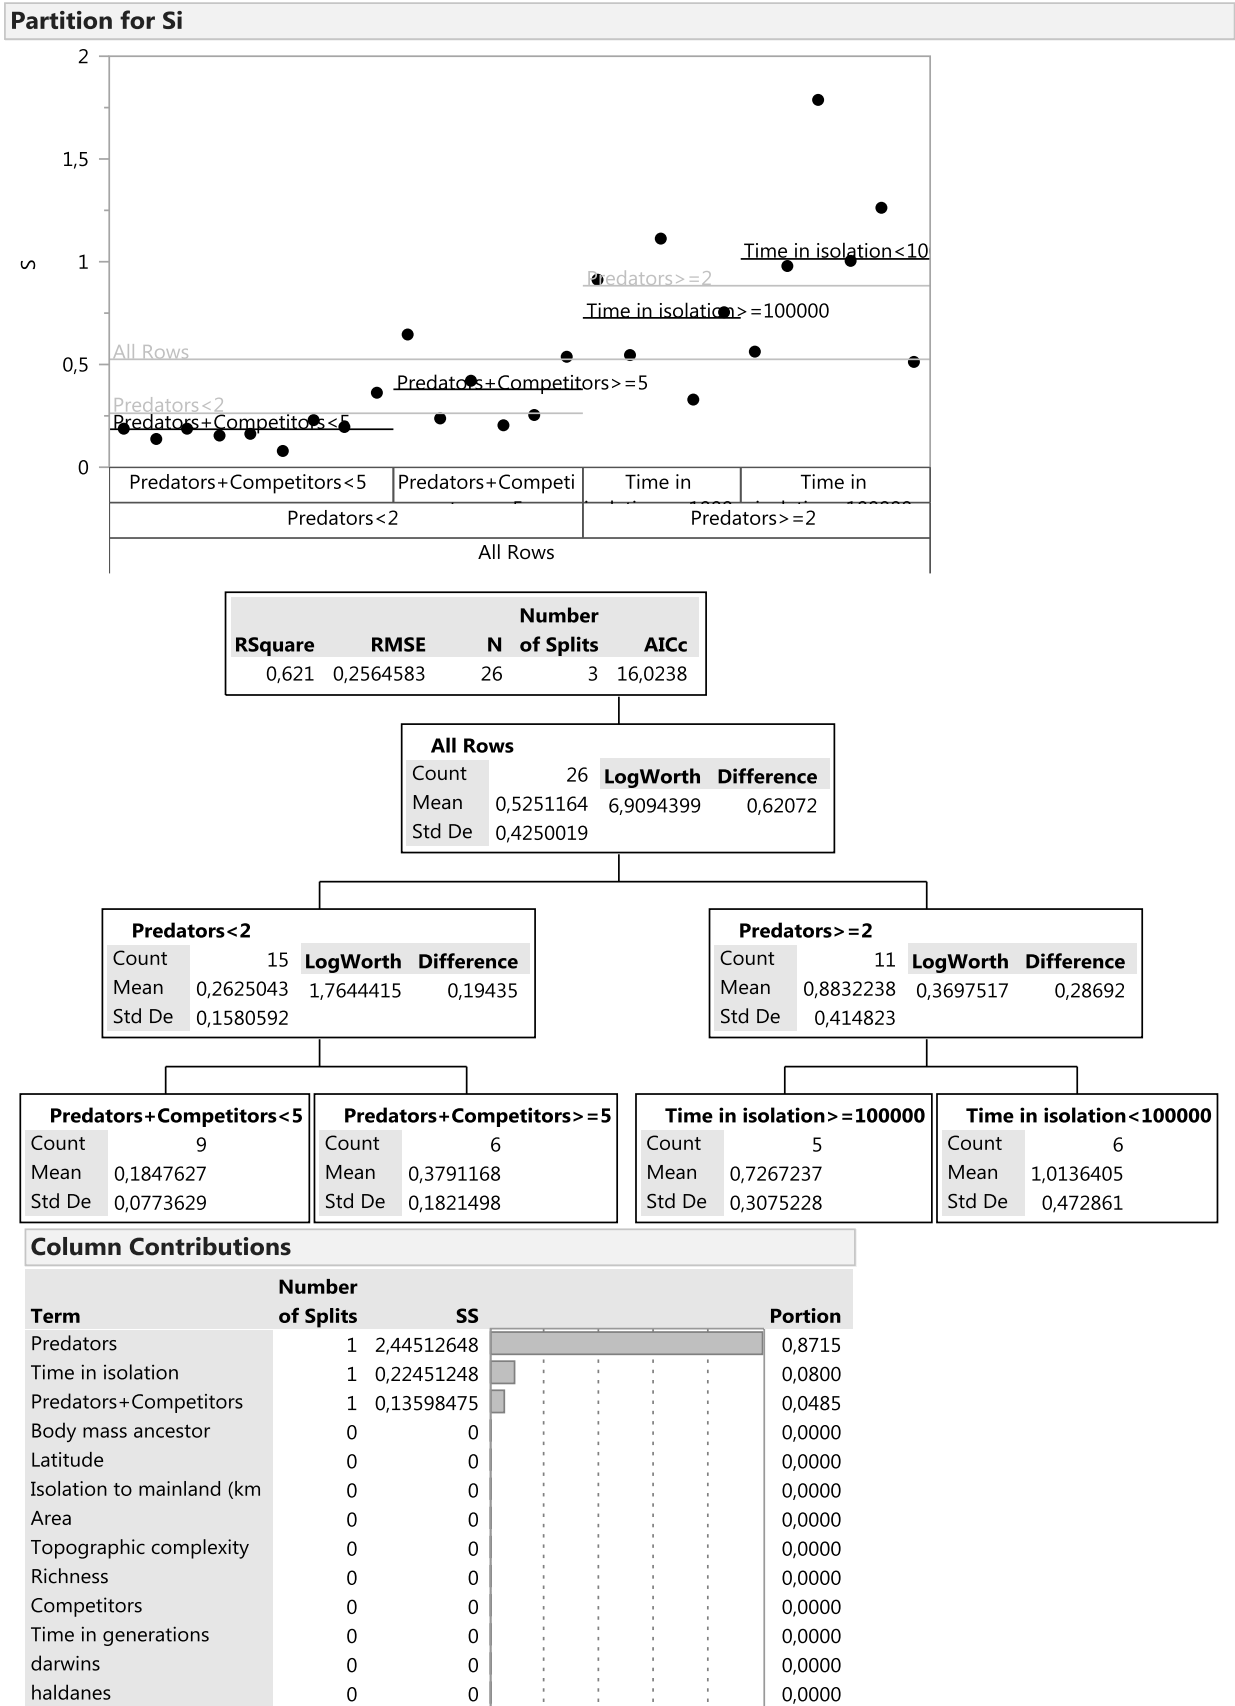 Partition for Si
2
1,5
1
0,5
0
S
Time in isolation<10
Predators>=2
Time in isolation>=100000
All Rows
Predators+Competitors>=5
Predators<2
Predators+Competitors<5
Predators+Competitors<5 Predators+Competi Time in Time in
Predators<2 Predators>=2
All Rows
Number
RSquare RMSE N of Splits AICc
0,621 0,2564583 26 3 16,0238
All Rows
Count 26 LogWorth Difference
Mean 0,5251164 6,9094399 0,62072
Std De 0,4250019
Predators<2
Count 15 LogWorth Difference
Mean 0,2625043 1,7644415 0,19435
Std De 0,1580592
Predators>=2
Count 11 LogWorth Difference
Mean 0,8832238 0,3697517 0,28692
Std De 0,414823
Predators+Competitors<5
Count 9
Mean 0,1847627
Std De 0,0773629
Predators+Competitors>=5
Count 6
Mean 0,3791168
Std De 0,1821498
Time in isolation>=100000
Count 5
Mean 0,7267237
Std De 0,3075228
Time in isolation<100000
Count 6
Mean 1,0136405
Std De 0,472861
Column Contributions
Number
Term of Splits SS Portion
Predators 1 2,44512648 0,8715
Time in isolation 1 0,22451248 0,0800
Predators+Competitors 1 0,13598475 0,0485
Body mass ancestor 0 0 0,0000
Latitude 0 0 0,0000
Isolation to mainland (km 0 0 0,0000
Area 0 0 0,0000
Topographic complexity 0 0 0,0000
Richness 0 0 0,0000
Competitors 0 0 0,0000
Time in generations 0 0 0,0000
darwins 0 0 0,0000
haldanes 0 0 0,0000